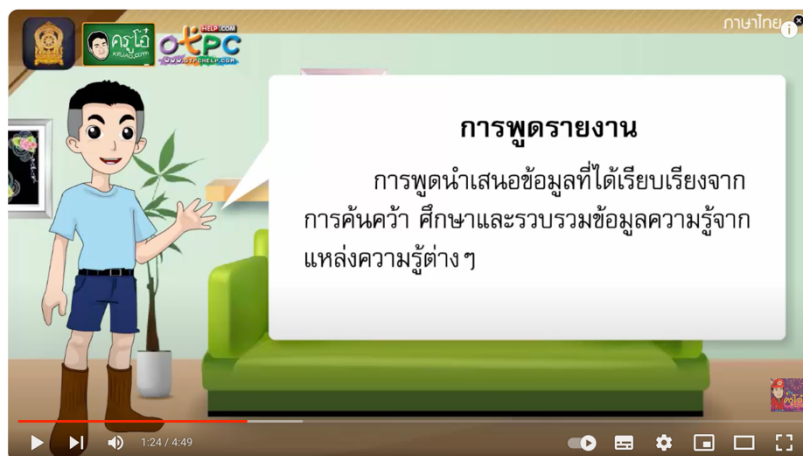 ภาษาไทย
ครูโอ๋
HELP.COM
OTPC
WWW.OTPCHELP.COM
การพูดรายงาน
การพูดนำเสนอข้อมูลที่ได้เรียบเรียงจาก
การค้นคว้า ศึกษาและรวบรวมข้อมูลความรู้จาก
แหล่งความรู้ต่าง ๆ
1:24 / 4:49